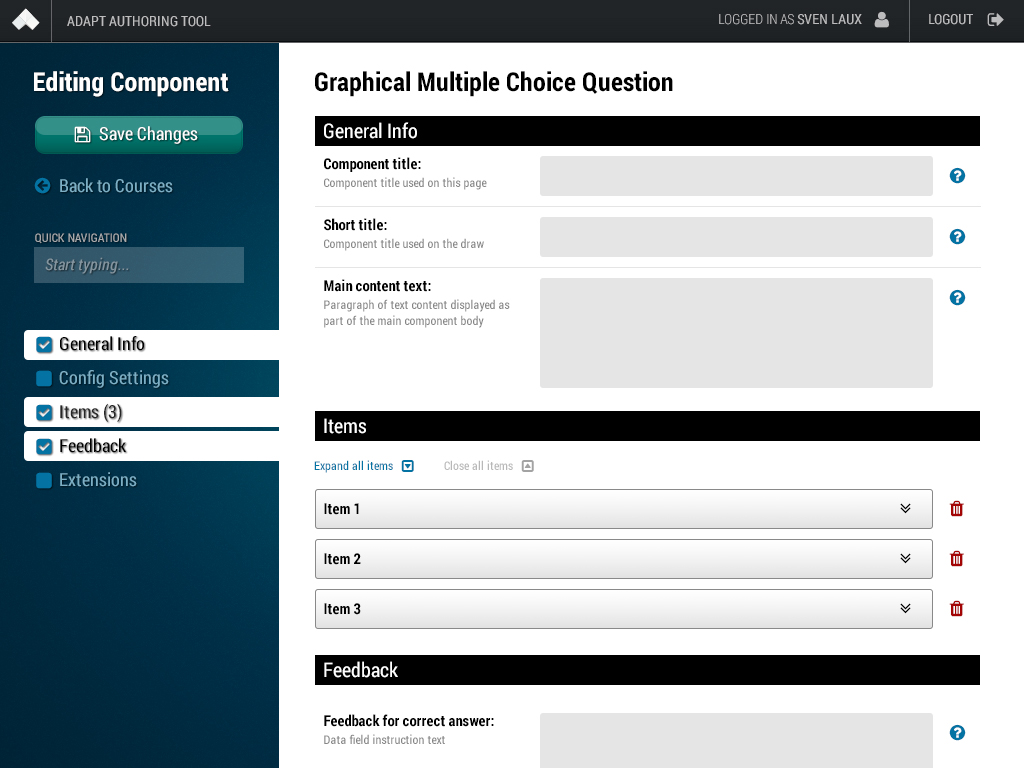 ADAPT AUTHORING TOOL
LOGGED IN AS SVEN LAUX
LOGOUT
Editing Component
Save Changes
Back to Courses
QUICK NAVIGATION
Start typing...
General Info
Config Settings
Items (3)
Feedback
Extensions
Graphical Multiple Choice Question
General Info
Component title:
Component title used on this page
Short title:
Component title used on the draw
Main content text:
Paragraph of text content displayed as
part of the main component body
Items
Expand all items
Close all items
Item 1
Item 2
Item 3
Feedback
Feedback for correct answer:
Data field instruction text